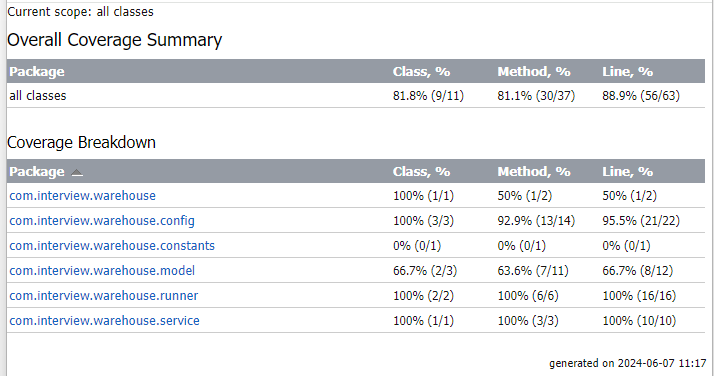 Current scope: all classes
Overall Coverage Summary
Package Class, % Method, % Line, %
all classes 81.8% (9/11) 81.1% (30/37) 88.9% (56/63)
Coverage Breakdown
Package Class, % Method, % Line, %
com.interview.warehouse 100% (1/1) 50% (1/2) 50% (1/2)
com.interview.warehouse.config 100% (3/3) 92.9% (13/14) 95.5% (21/22)
com.interview.warehouse.constants 0% (0/1) 0% (0/1) 0% (0/1)
com.interview.warehouse.model 66.7% (2/3) 63.6% (7/11) 66.7% (8/12)
com.interview.warehouse.runner 100% (2/2) 100% (6/6) 100% (16/16)
com.interview.warehouse.service 100% (1/1) 100% (3/3) 100% (10/10)
generated on 2024-06-07 11:17